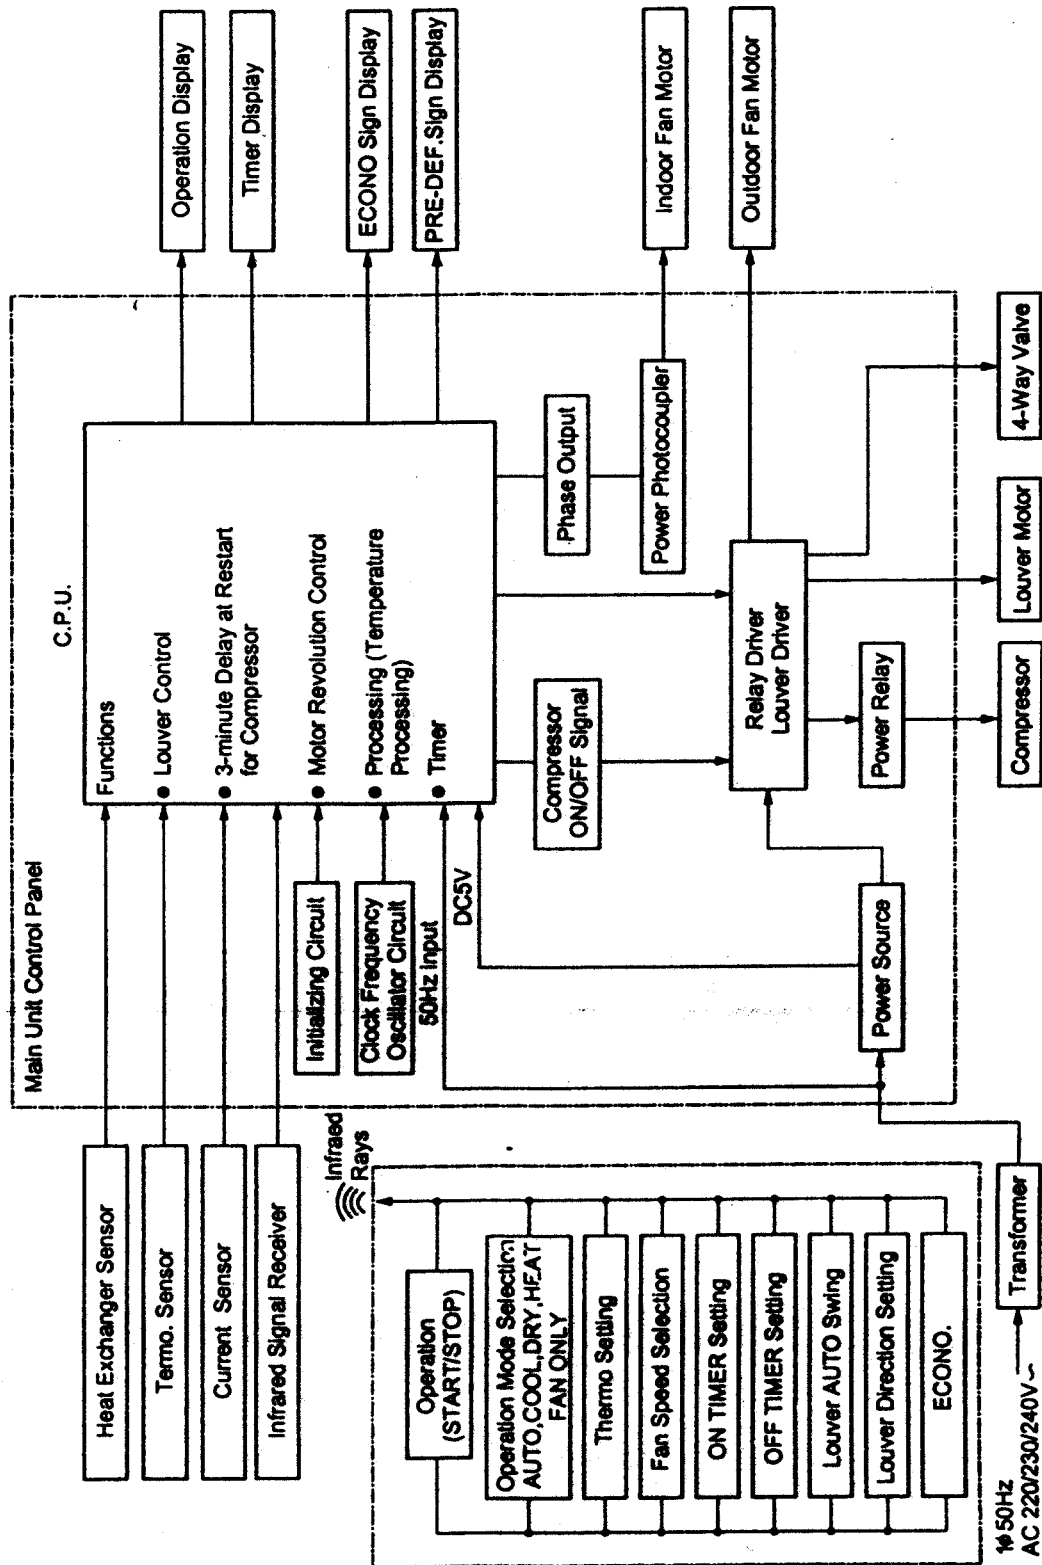 Main Unit Control Panel
C.P.U.
Heat Exchanger Sensor
Termo. Sensor
Current Sensor
Infrared Signal Receiver
Functions
● Louver Control
● 3-minute Delay at Restart
for Compressor
● Motor Revolution Control
● Processing (Temperature
Processing)
● Timer
Operation Display
Timer Display
ECONO Sign Display
PRE-DEF.Sign Display
Initializing Circuit
Clock Frequency
Oscillator Circuit
50Hz Input
DC5V
Infraed
Rays
Operation
(START/STOP)
Operation Mode Selection
AUTO,COOL,DRY,HEAT
FAN ONLY
Thermo Setting
Fan Speed Selection
ON TIMER Setting
OFF TIMER Setting
Louver AUTO Swing
Louver Direction Setting
ECONO.
Compressor
ON/OFF Signal
Phase Output
Power Photocoupler
Indoor Fan Motor
Relay Driver
Louver Driver
Outdoor Fan Motor
Power Source
Power Relay
1ϕ50Hz
AC 220/230/240V~
Transformer
Compressor
Louver Motor
4-Way Valve